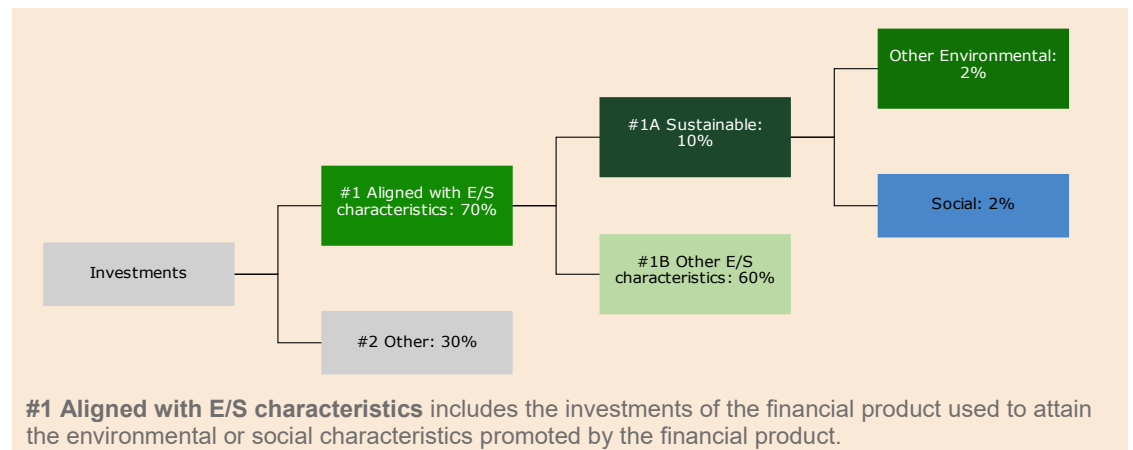 Other Environmental:
2%
#1A Sustainable:
10%
#1 Aligned with E/S
characteristics: 70%
Social: 2%
Investments
#1B Other E/S
characteristics: 60%
#2 Other: 30%
#1 Aligned with E/S characteristics includes the investments of the financial product used to attain
the environmental or social characteristics promoted by the financial product.